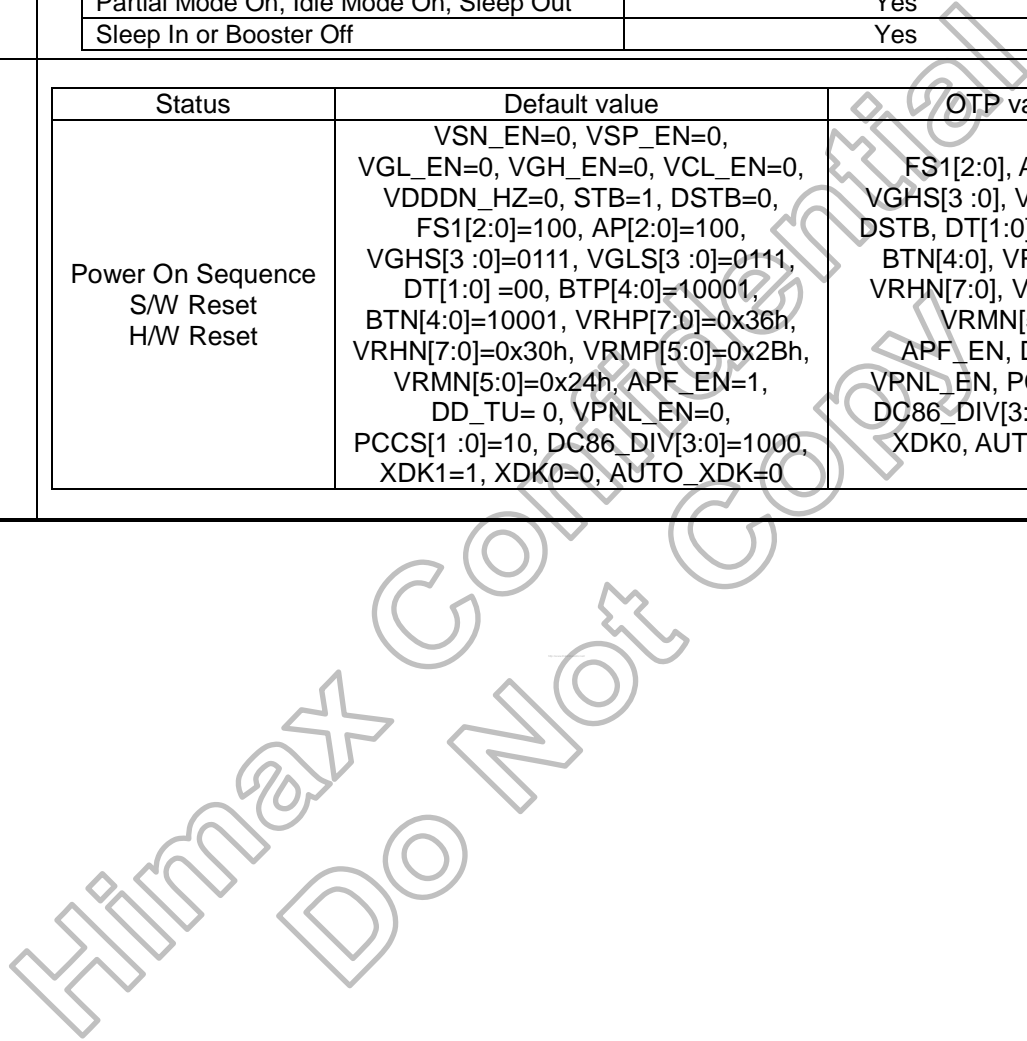 Partial Mode On, Idle Mode On, Sleep Out Yes
Sleep In or Booster Off Yes
Status Default value OTP va
Power On Sequence
S/W Reset
H/W Reset
VSN_EN=0, VSP_EN=0,
VGL_EN=0, VGH_EN=0, VCL_EN=0,
VDDDN_HZ=0, STB=1, DSTB=0,
FS1[2:0]=100, AP[2:0]=100,
VGHS[3 :0]=0111, VGLS[3 :0]=0111,
DT[1:0] =00, BTP[4:0]=10001,
BTN[4:0]=10001, VRHP[7:0]=0x36h,
VRHN[7:0]=0x30h, VRMP[5:0]=0x2Bh,
VRMN[5:0]=0x24h, APF_EN=1,
DD_TU= 0, VPNL_EN=0,
PCCS[1 :0]=10, DC86_DIV[3:0]=1000,
XDK1=1, XDK0=0, AUTO_XDK=0
FS1[2:0], A
VGHS[3 :0], V
DSTB, DT[1:0]
BTN[4:0], VR
VRHN[7:0], V
VRMN[
APF_EN, D
VPNL_EN, P
DC86_DIV[3:
XDK0, AUT
Himax Confidential
Do Not Copy